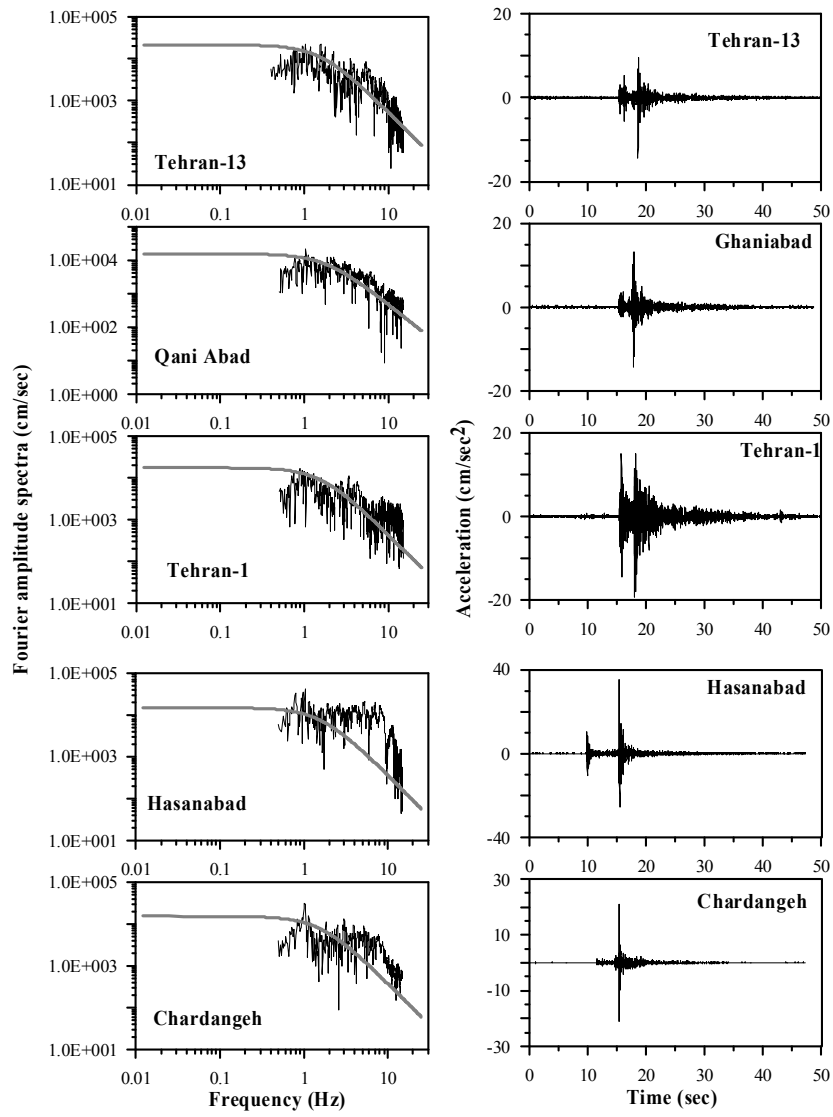 Fourier amplitude spectra (cm/sec)
1.0E+005
1.0E+003
1.0E+001
Tehran-13
0.01 0.1 1 10
1.0E+004
1.0E+002
1.0E+000
Qani Abad
1.0E+005
1.0E+003
1.0E+001
Tehran-1
0.01 0.1 1 10
1.0E+005
1.0E+003
1.0E+001
Hasanabad
0.01 0.1 1 10
1.0E+005
1.0E+003
1.0E+001
Chardangeh
0.01 0.1 1 10
Frequency (Hz)
Acceleration (cm/sec2)
20
0
-20
Tehran-13
0 10 20 30 40 50
20
0
-20
Ghaniabad
0 10 20 30 40 50
20
0
-20
Tehran-1
0 10 20 30 40 50
40
0
-40
Hasanabad
0 10 20 30 40 50
30
10
-10
-30
Chardangeh
0 10 20 30 40 50
Time (sec)